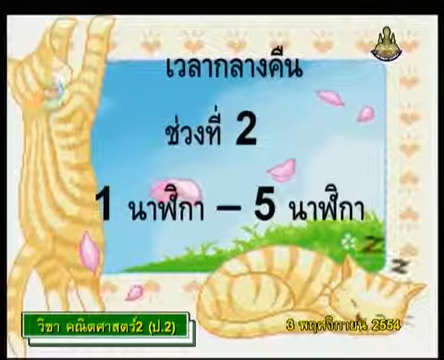 เวลากลางคืน
ช่วงที่ 2
1 นาฬิกา – 5 นาฬิกา
z
z
วิชา คณิตศาสตร์2 (ป.2)
3 พฤศจิกายน 2554